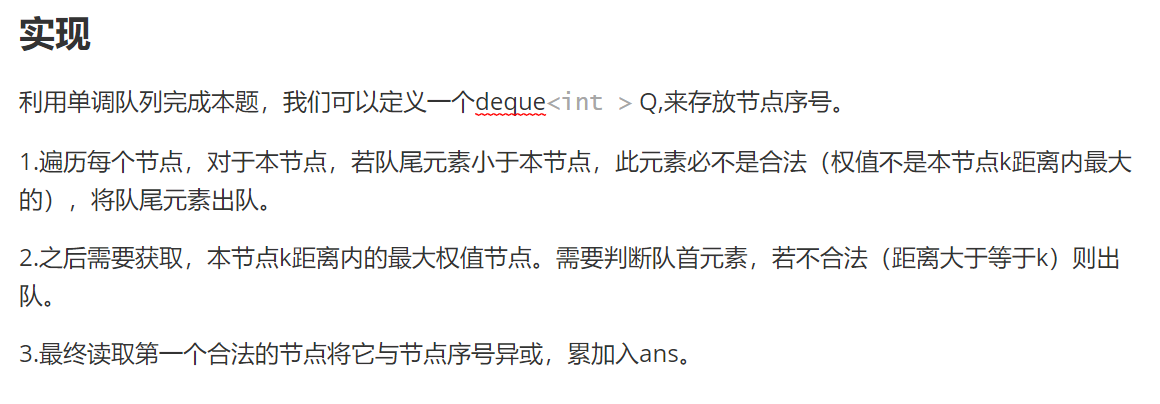 实现
利用单调队列完成本题，我们可以定义一个deque<int > Q,来存放节点序号。
1.遍历每个节点，对于本节点，若队尾元素小于本节点，此元素必不是合法（权值不是本节点k距离内最大
的），将队尾元素出队。
2.之后需要获取，本节点k距离内的最大权值节点。需要判断队首元素，若不合法（距离大于等于k）则出
队。
3.最终读取第一个合法的节点将它与节点序号异或，累加入ans。